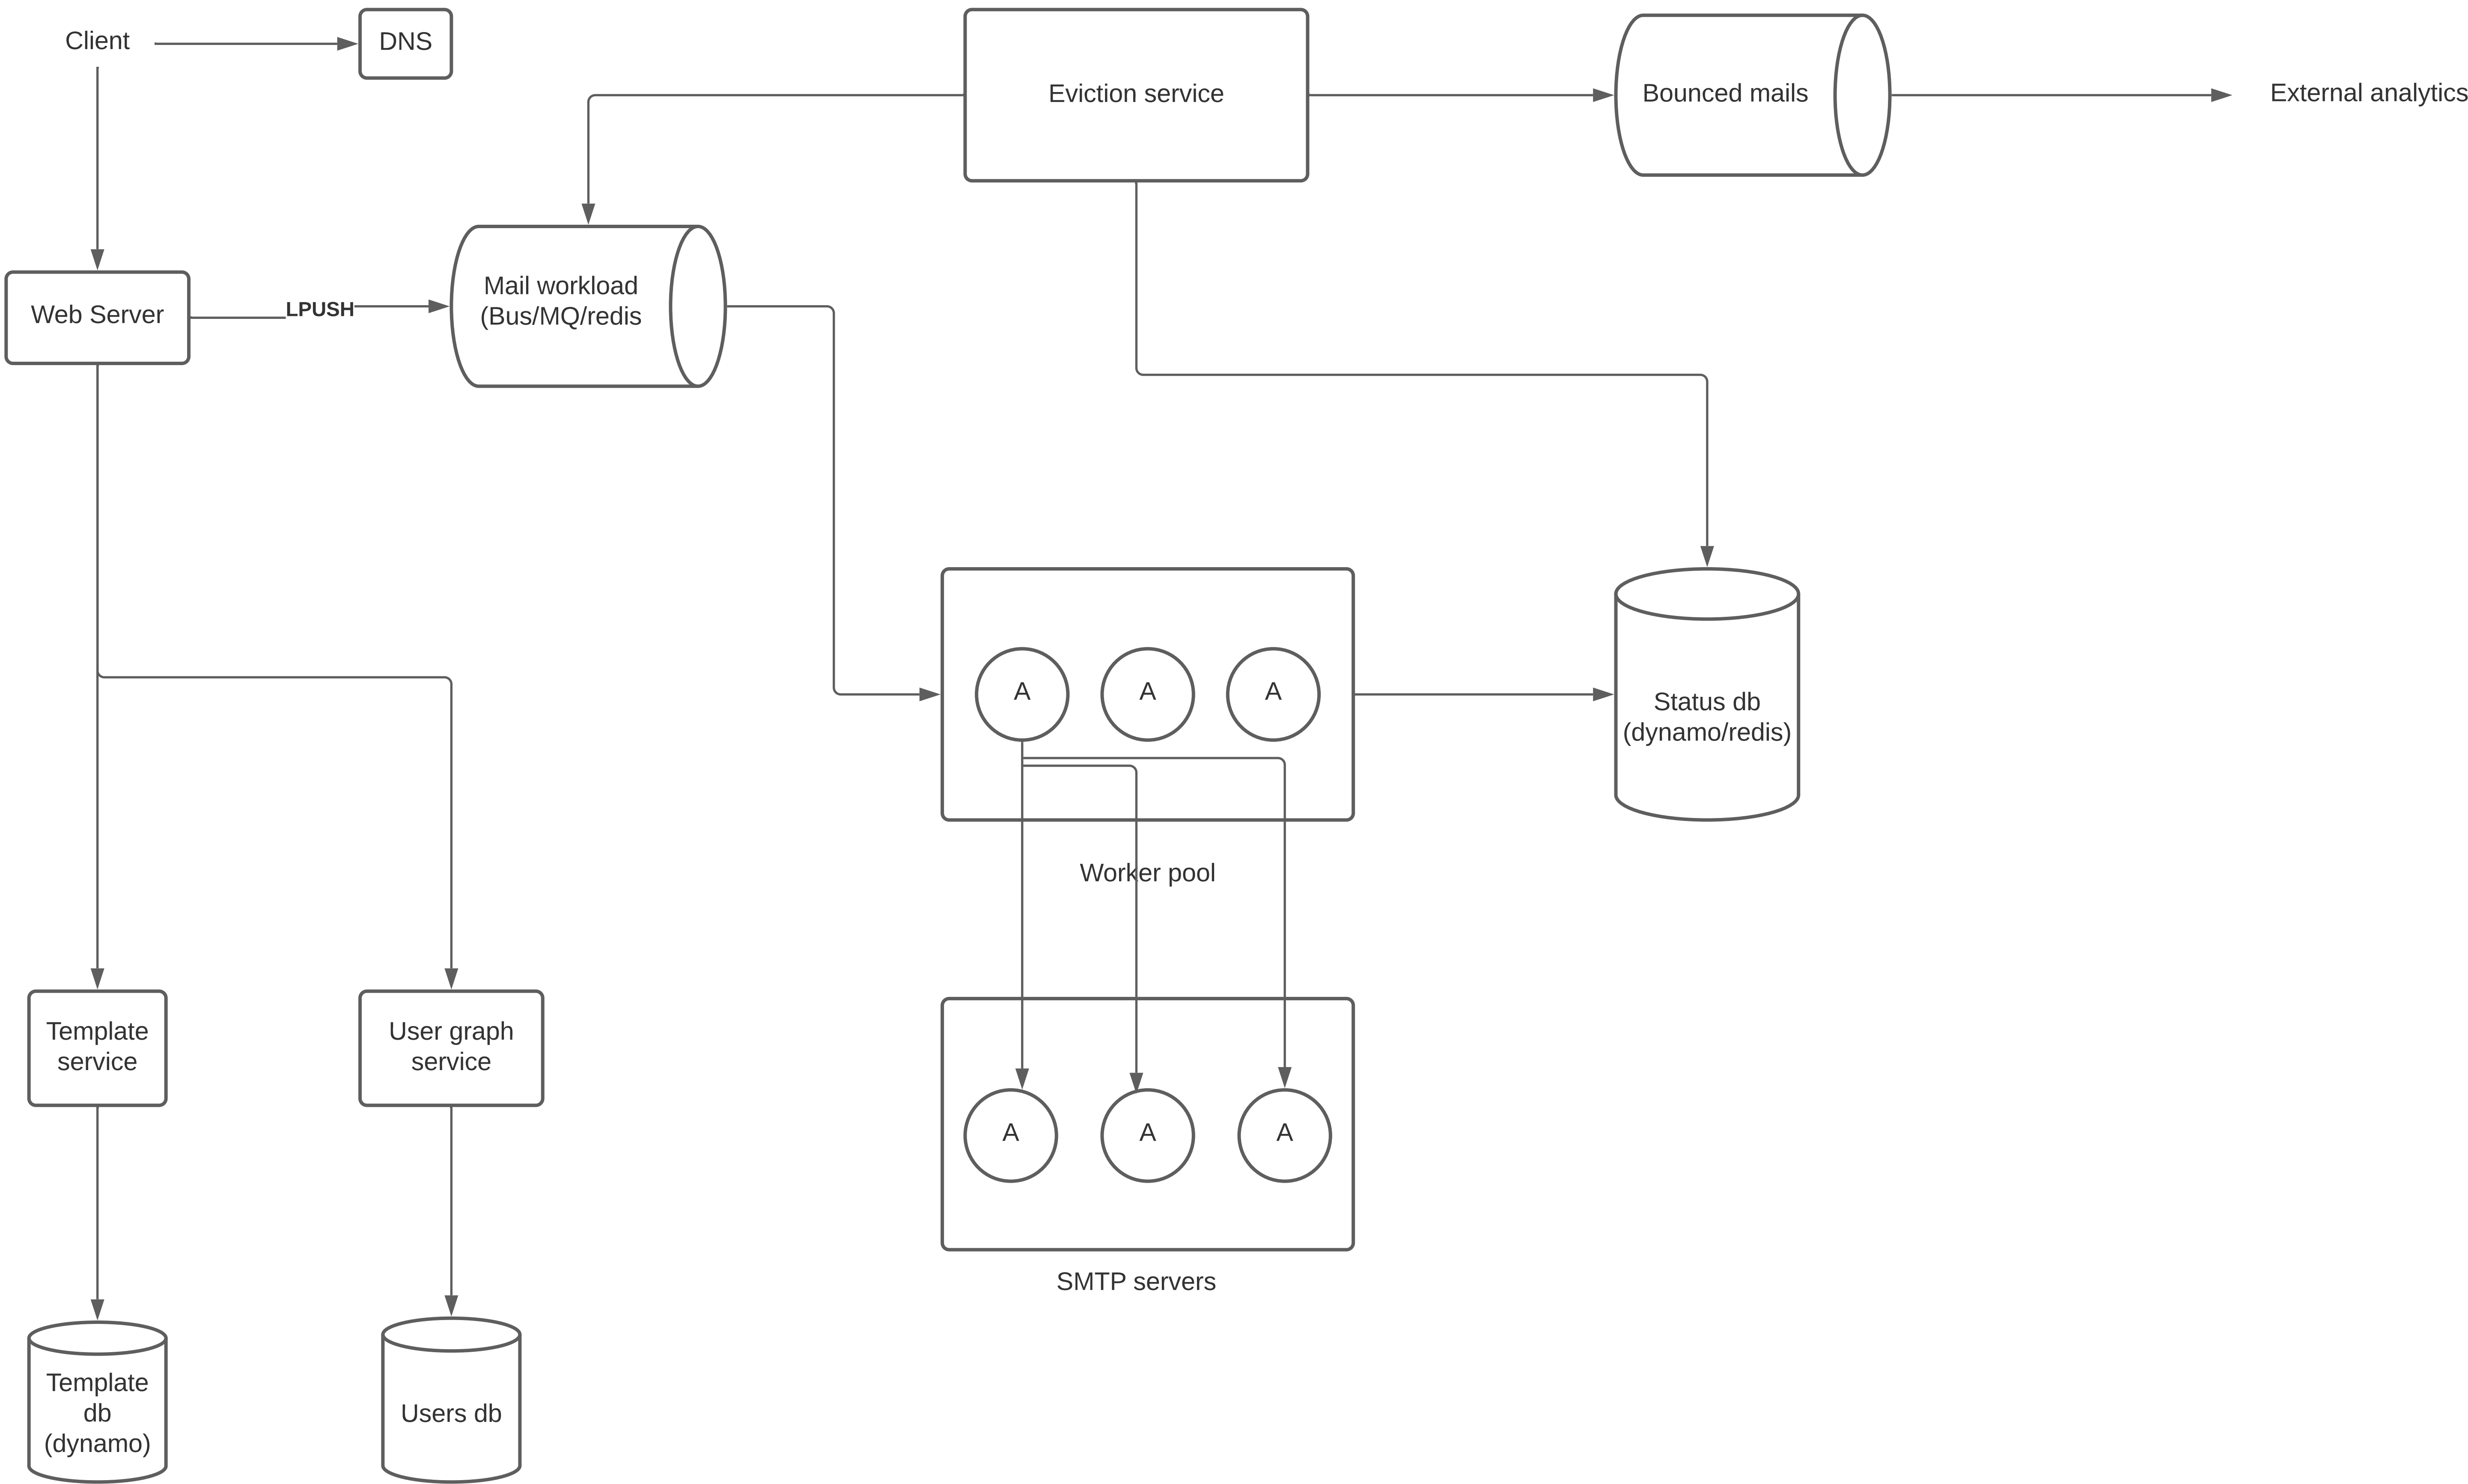 Client
DNS
Eviction service
Bounced mails
External analytics
Web Server
LPUSH
Mail workload
(Bus/MQ/redis
A
A
A
Status db
(dynamo/redis)
Worker pool
Template
service
User graph
service
A
A
A
SMTP servers
Template
db
(dynamo)
Users db